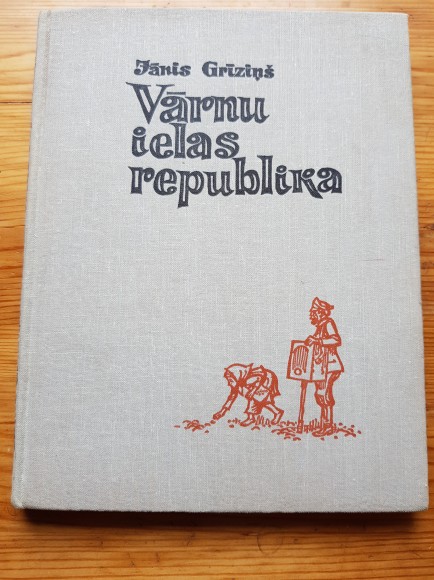 Jānis Grīziņš
Vārnu
ielas
republika